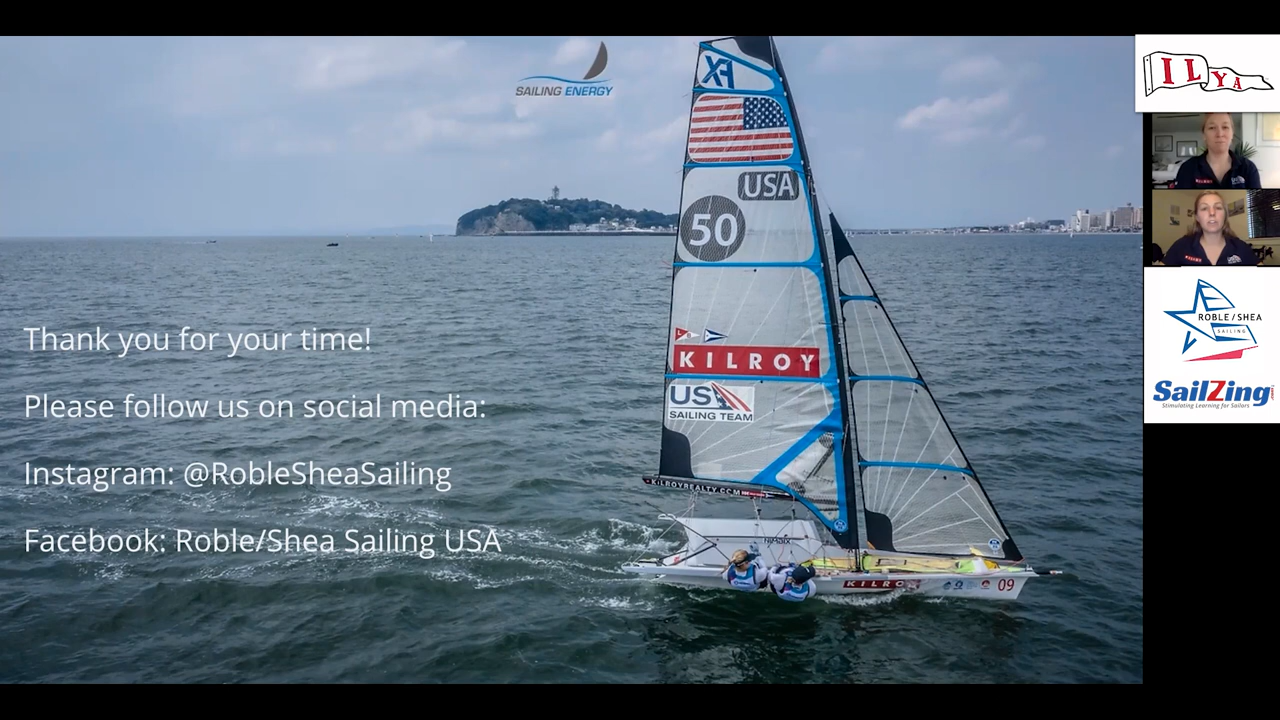 SAILING ENERGY
FX
USA
50
KILROY
US
SAILING TEAM
KILROYREALTY.COM
KILROY
09
Thank you for your time!
Please follow us on social media:
Instagram: @RobleSheaSailing
Facebook: Roble/Shea Sailing USA
ILYA
ROBLE/SHEA
SAILING
SailZing
Stimulating Learning for Sailors